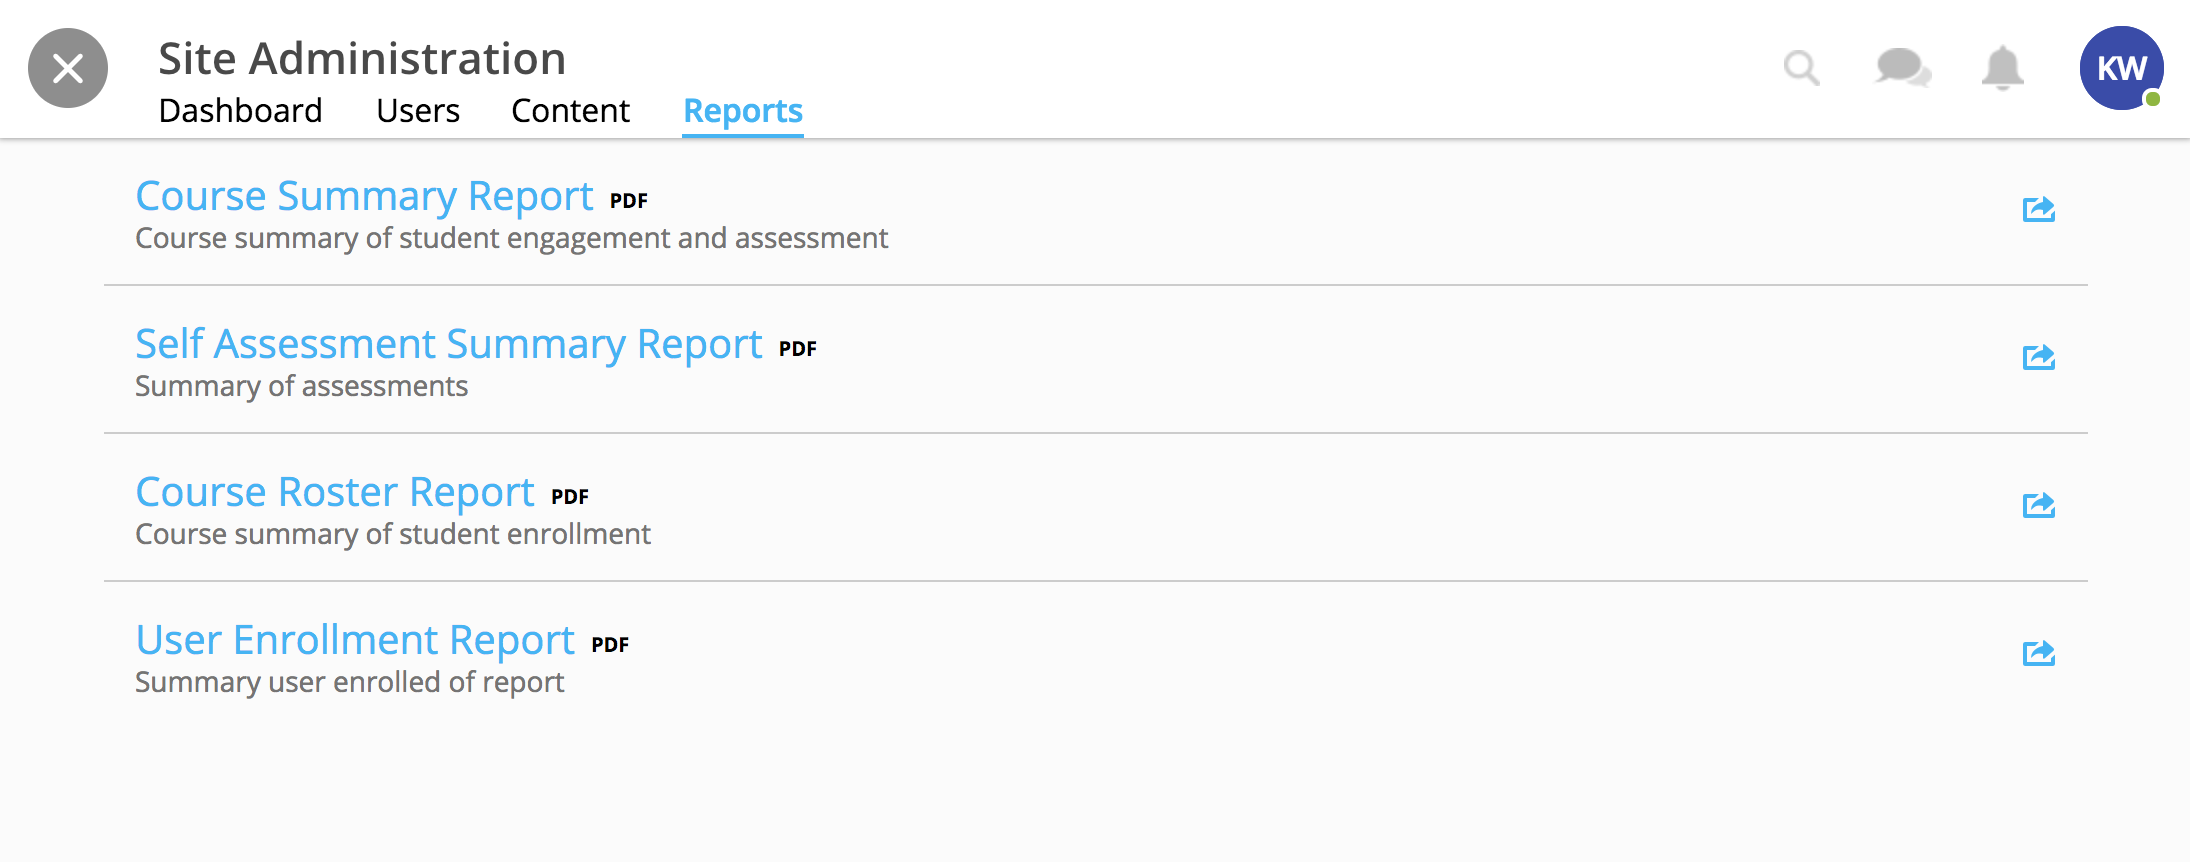 Site Administration
Dashboard Users Content Reports
KW
Course Summary Report PDF
Course summary of student engagement and assessment
Self Assessment Summary Report PDF
Summary of assessments
Course Roster Report PDF
Course summary of student enrollment
User Enrollment Report PDF
Summary user enrolled of report